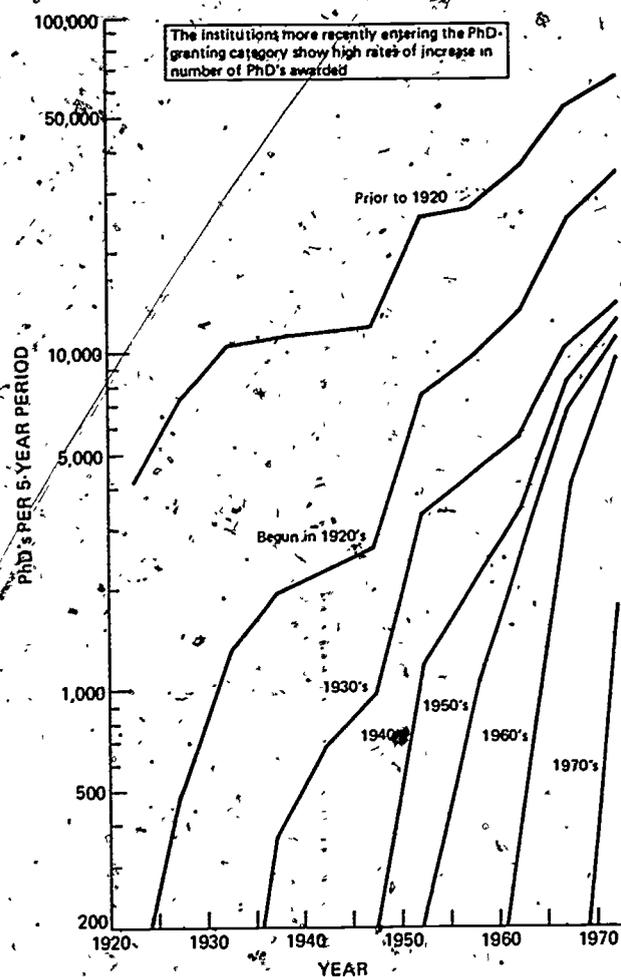 100,000
The institutions more recently entering the PhD-
granting category show high rates of increase in
number of PhD's awarded
50,000
Prior to 1920
10,000
PhD's PER 5-YEAR PERIOD
5,000
Begun in 1920's
1930's
1,000
1950's
1940's
1960's
1970's
500
200
1920 1930 1940 1950 1960 1970
YEAR